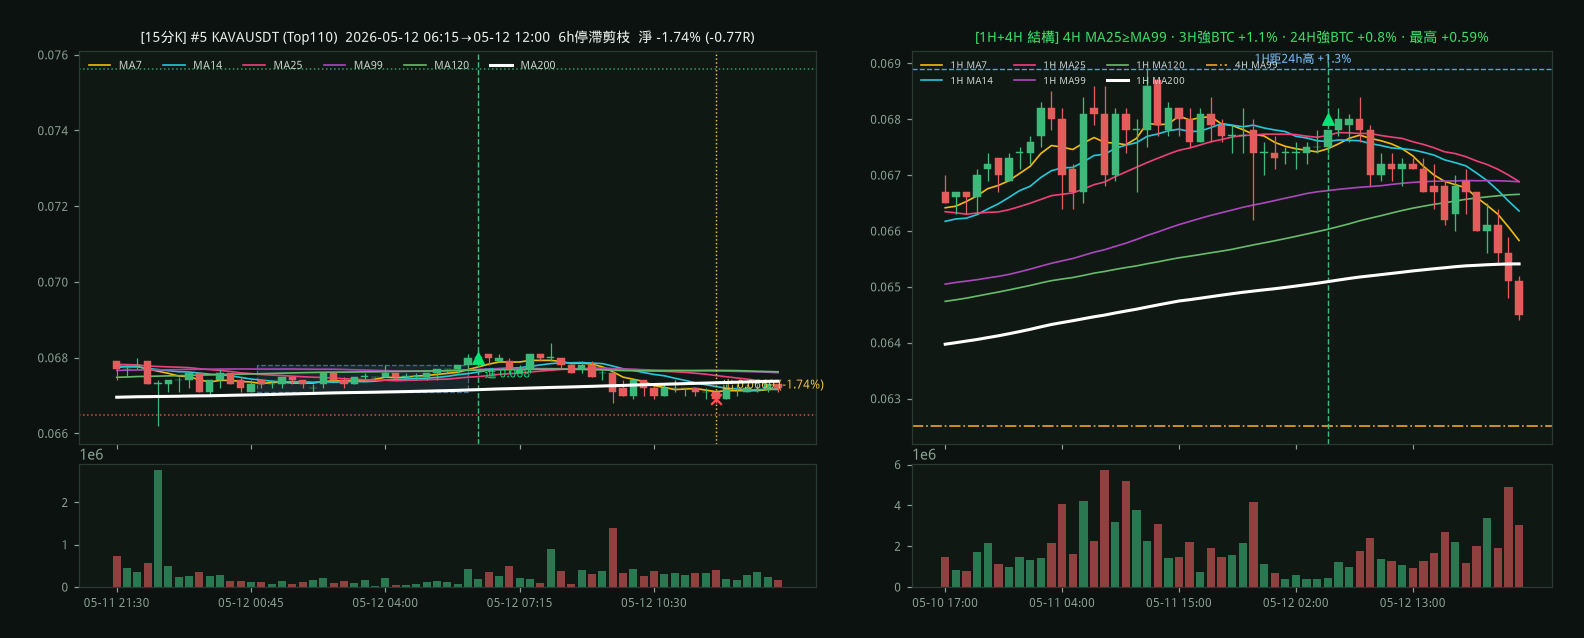 [15分K] #5 KAVAUSDT (Top110)  2026-05-12 06:15→05-12 12:00  6h停滯剪枝  淨 -1.74% (-0.77R)
MA7 MA14 MA25 MA99 MA120 MA200
0.076
0.074
0.072
0.070
0.068
0.066
0.068
-1.74%)
1e6
2
1
0
05-11 21:30 05-12 00:45 05-12 04:00 05-12 07:15 05-12 10:30
[1H+4H 結構] 4H MA25≥MA99 · 3H強BTC +1.1% · 24H強BTC +0.8% · 最高 +0.59%
1H距24h高 +1.3%
1H MA7 1H MA25 1H MA120 4H MA99
1H MA14 1H MA99 1H MA200
0.069
0.068
0.067
0.066
0.065
0.064
0.063
1e6
6
4
2
0
05-10 17:00 05-11 04:00 05-11 15:00 05-12 02:00 05-12 13:00